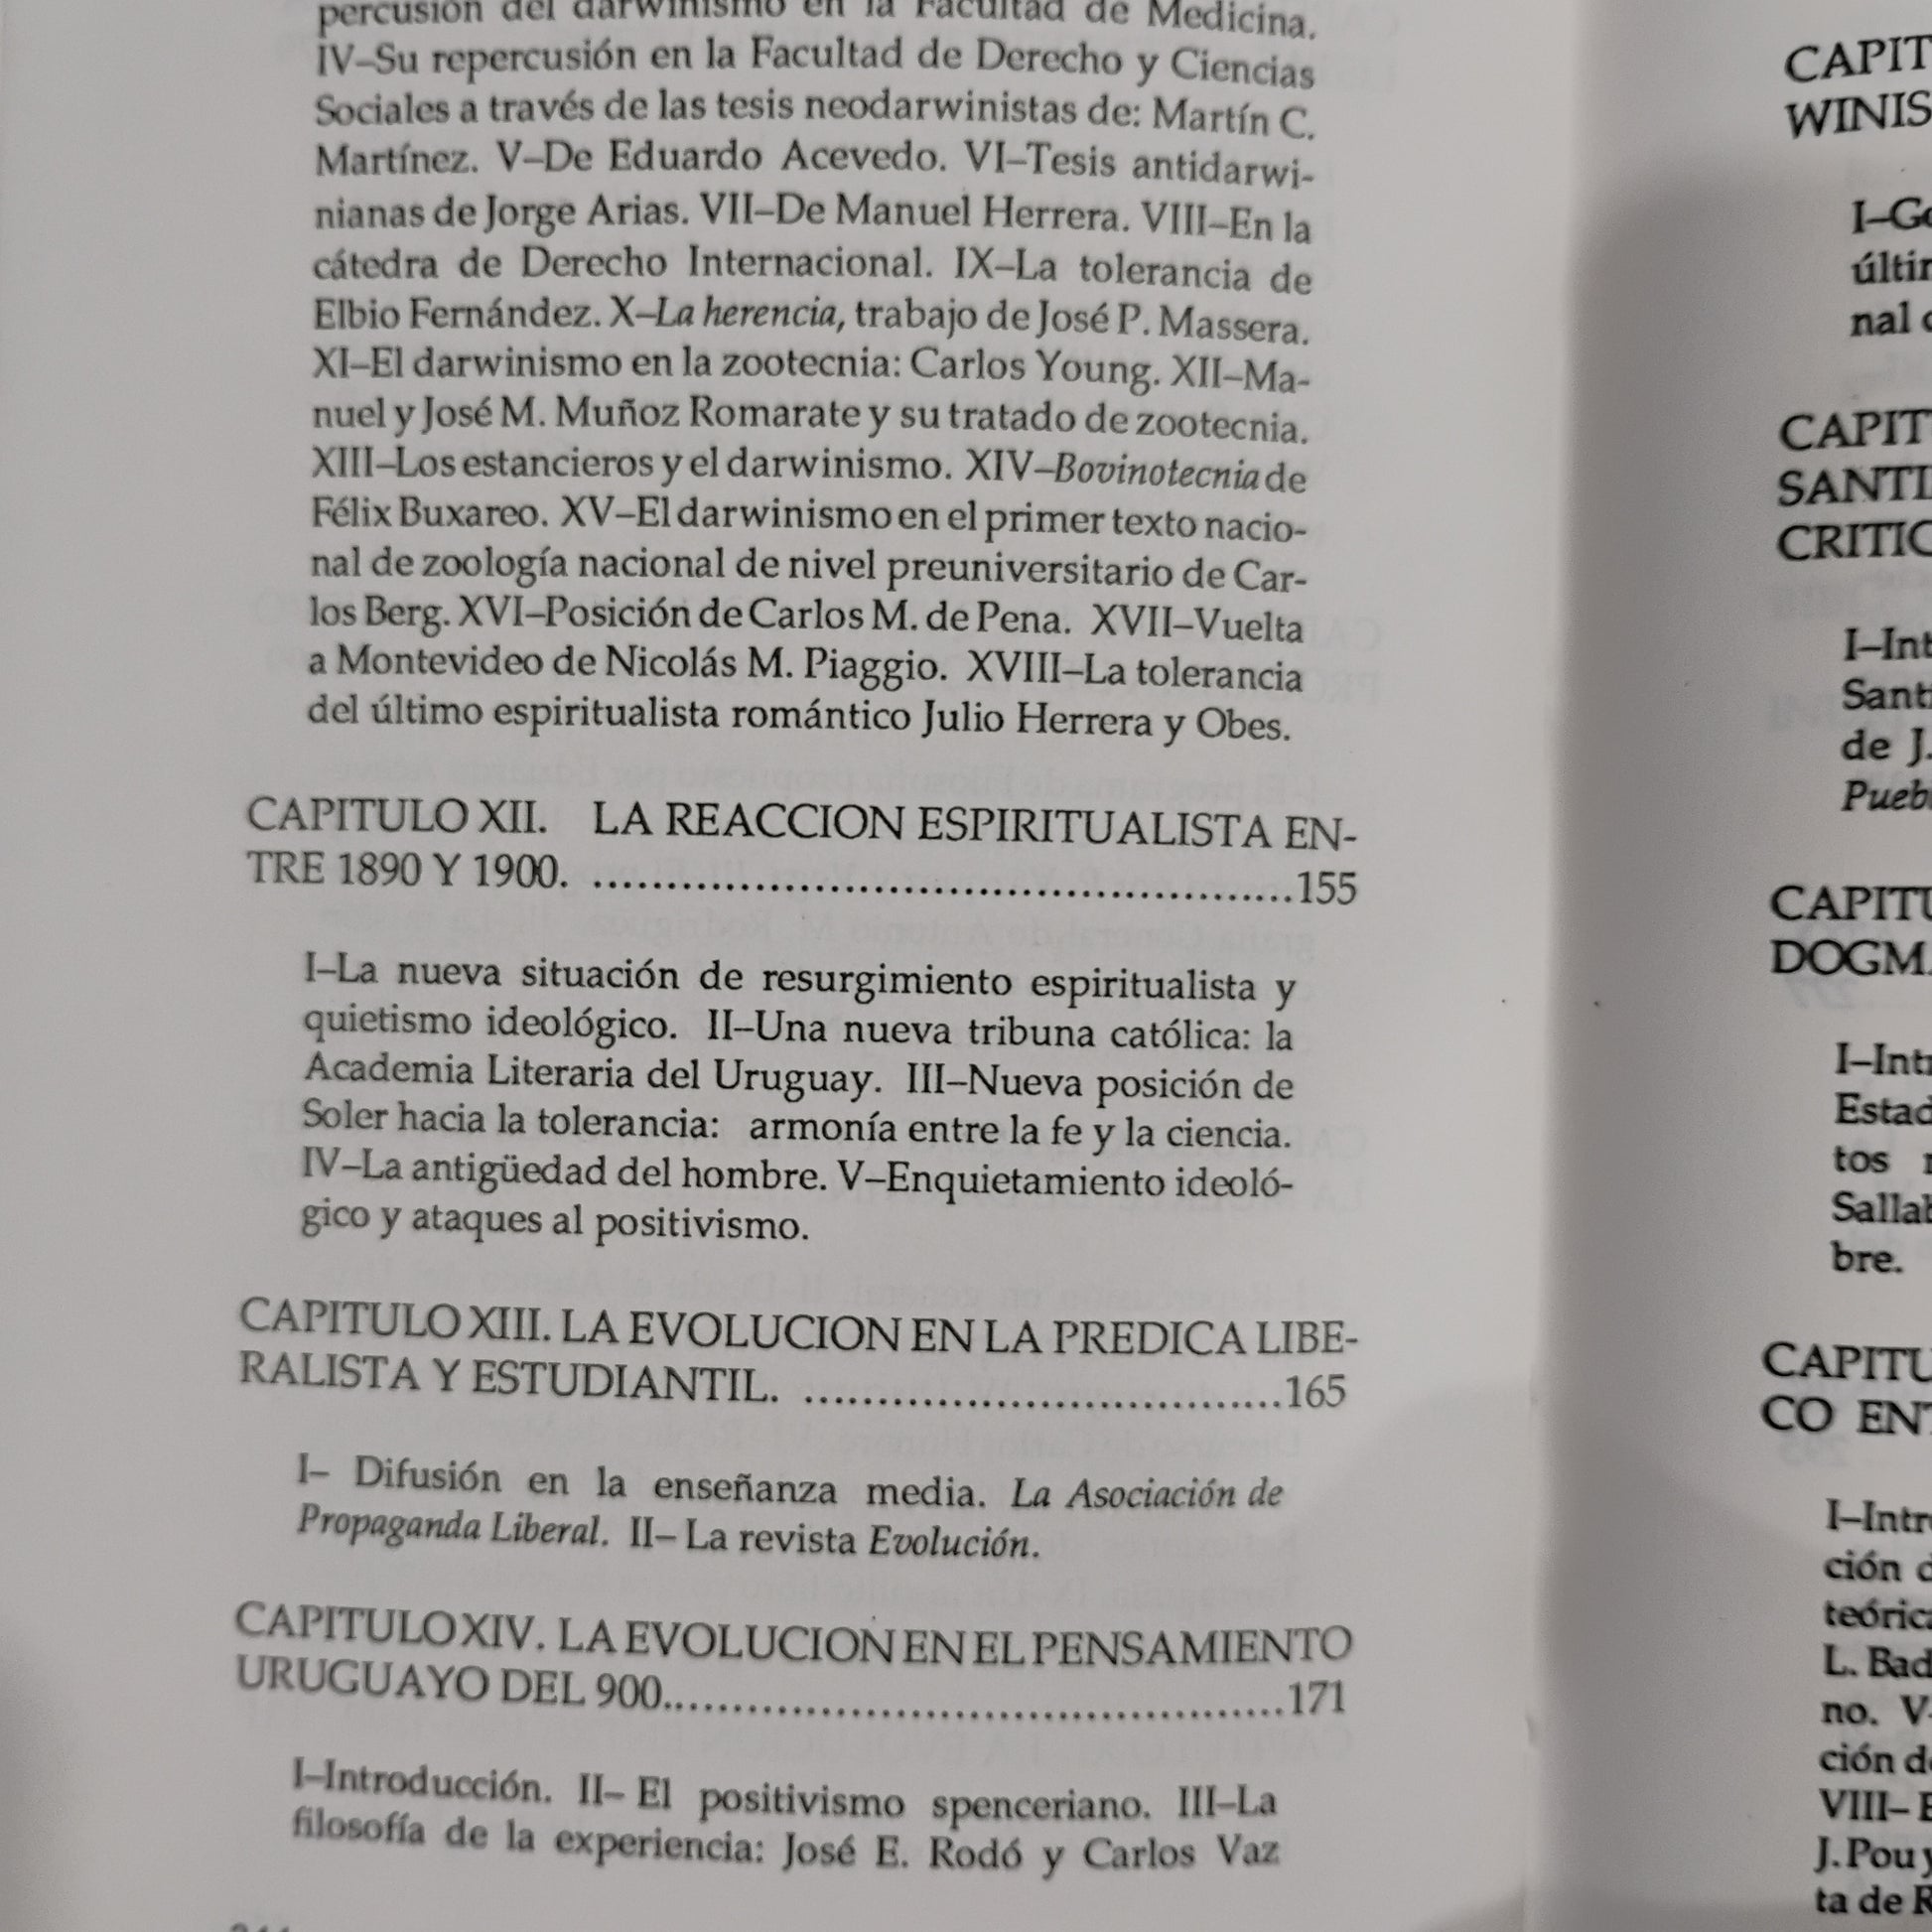 percusión del darwinismo en la Facultad de Medicina.
IV–Su repercusión en la Facultad de Derecho y Ciencias
Sociales a través de las tesis neodarwinistas de: Martín C.
Martínez. V–De Eduardo Acevedo. VI–Tesis antidarwi-
nianas de Jorge Arias. VII–De Manuel Herrera. VIII–En la
cátedra de Derecho Internacional. IX–La tolerancia de
Elbio Fernández. X–La herencia, trabajo de José P. Massera.
XI–El darwinismo en la zootecnia: Carlos Young. XII–Ma-
nuel y José M. Muñoz Romarate y su tratado de zootecnia.
XIII–Los estancieros y el darwinismo. XIV–Bovinotecnia de
Félix Buxareo. XV–El darwinismo en el primer texto nacio-
nal de zoología nacional de nivel preuniversitario de Car-
los Berg. XVI–Posición de Carlos M. de Pena. XVII–Vuelta
a Montevideo de Nicolás M. Piaggio. XVIII–La tolerancia
del último espiritualista romántico Julio Herrera y Obes.
CAPITULO XII. LA REACCION ESPIRITUALISTA EN-
TRE 1890 Y 1900. ................................................155
I–La nueva situación de resurgimiento espiritualista y
quietismo ideológico. II–Una nueva tribuna católica: la
Academia Literaria del Uruguay. III–Nueva posición de
Soler hacia la tolerancia: armonía entre la fe y la ciencia.
IV–La antigüedad del hombre. V–Enquietamiento ideoló-
gico y ataques al positivismo.
CAPITULO XIII. LA EVOLUCION EN LA PREDICA LIBE-
RALISTA Y ESTUDIANTIL. .......................................165
I– Difusión en la enseñanza media. La Asociación de
Propaganda Liberal. II– La revista Evolución.
CAPITULO XIV. LA EVOLUCION EN EL PENSAMIENTO
URUGUAYO DEL 900...................................................171
I–Introducción. II– El positivismo spenceriano. III–La
filosofía de la experiencia: José E. Rodó y Carlos Vaz
CAPIT
WINIS
I–Go
últin
nal
CAPIT
SANTI
CRITIC
I–Int
Sant
de J.
Pueb
CAPITU
DOGM
I–Int
Estad
tos
Sallab
bre.
CAPITU
CO EN
I–Intr
ción d
teóric
L. Bad
no. V
ción d
VIII–
J. Pou y
ta de R